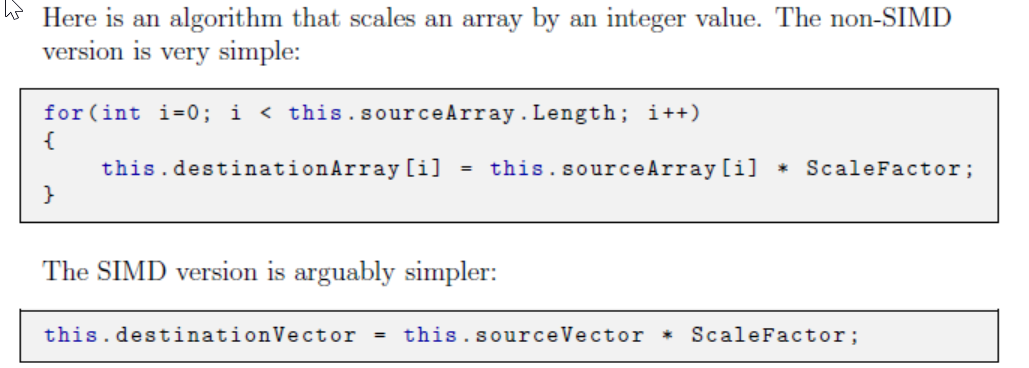 Here is an algorithm that scales an array by an integer value. The non-SIMD
version is very simple:
for(int i=0; i < this.sourceArray.Length; i++)
{
    this.destinationArray[i] = this.sourceArray[i] * ScaleFactor;
}
The SIMD version is arguably simpler:
this.destinationVector = this.sourceVector * ScaleFactor;